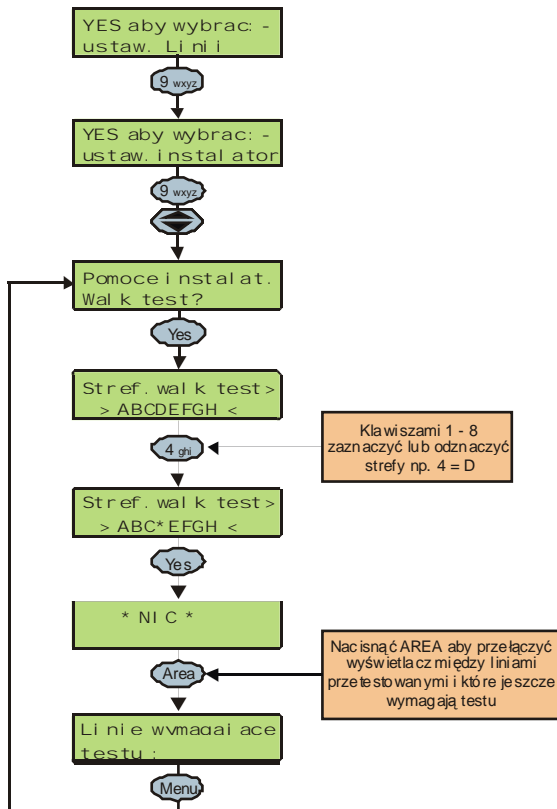 YES aby wybrac: -
ustaw. Linii
9 wxyz
YES aby wybrac: -
ustaw.instalator
9 wxyz
Pomoce instalat.
Walk test?
Yes
Stref.walk test>
> ABCDEFGH <
4 ghi
Klawiszami 1 - 8
zaznaczyć lub odznaczyć
strefy np. 4 = D
Stref.walk test>
> ABC*EFGH <
Yes
* NIC *
Area
Nacisnąć AREA aby przełączyć
wyświetlacz między liniami
przetestowanymi i które jeszcze
wymagają testu
Linie wymagajace
testu :
Menu